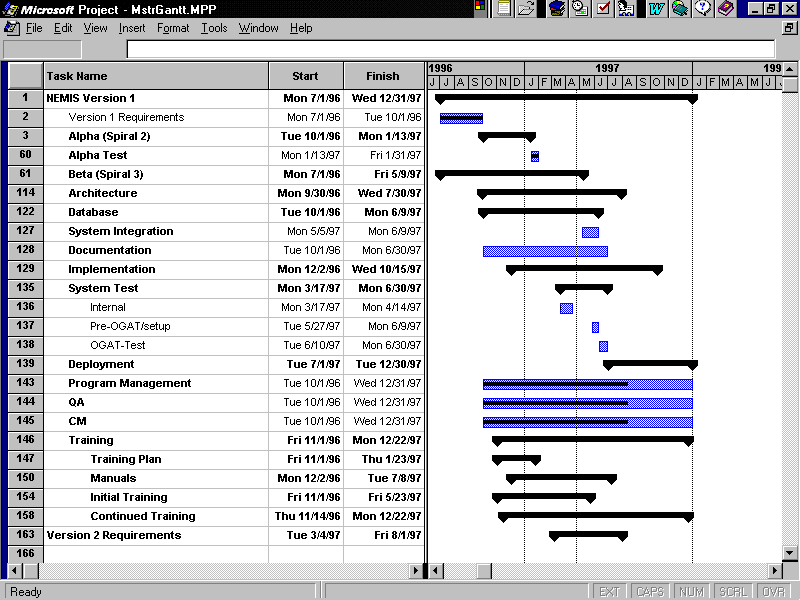 Microsoft Project - MstrGantt.MPP
File Edit View Insert Format Tools Window Help
Task Name Start Finish 1996 1997 199
J J A S O N D J F M A M J J A S O N D J F M A M J J
1 NEMIS Version 1 Mon 7/1/96 Wed 12/31/97
2 Version 1 Requirements Mon 7/1/96 Tue 10/1/96
3 Alpha (Spiral 2) Tue 10/1/96 Mon 1/13/97
60 Alpha Test Mon 1/13/97 Fri 1/31/97
61 Beta (Spiral 3) Mon 7/1/96 Fri 5/9/97
114 Architecture Mon 9/30/96 Wed 7/30/97
122 Database Tue 10/1/96 Mon 6/9/97
127 System Integration Mon 5/5/97 Mon 6/9/97
128 Documentation Tue 10/1/96 Mon 6/30/97
129 Implementation Mon 12/2/96 Wed 10/15/97
135 System Test Mon 3/17/97 Mon 6/30/97
136 Internal Mon 3/17/97 Mon 4/14/97
137 Pre-OGAT/setup Tue 5/27/97 Mon 6/9/97
138 OGAT-Test Tue 6/10/97 Mon 6/30/97
139 Deployment Tue 7/1/97 Tue 12/30/97
143 Program Management Tue 10/1/96 Wed 12/31/97
144 QA Tue 10/1/96 Wed 12/31/97
145 CM Tue 10/1/96 Wed 12/31/97
146 Training Fri 11/1/96 Mon 12/22/97
147 Training Plan Fri 11/1/96 Thu 1/23/97
150 Manuals Mon 12/2/96 Tue 7/8/97
154 Initial Training Fri 11/1/96 Fri 5/23/97
158 Continued Training Thu 11/14/96 Mon 12/22/97
163 Version 2 Requirements Tue 3/4/97 Fri 8/1/97
166
Ready EXT CAPS NUM SCRL OVR